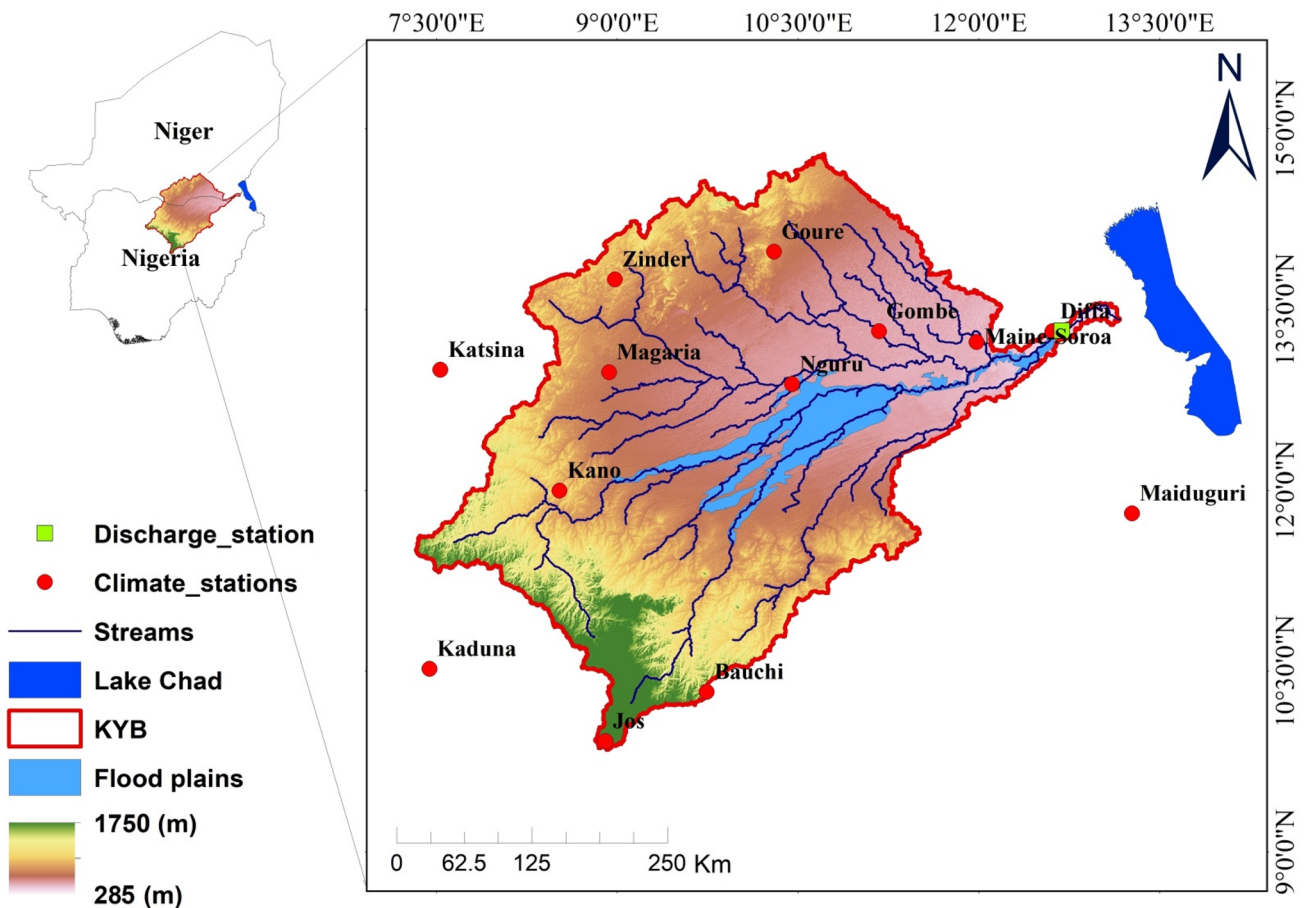 7°30'0"E 9°0'0"E 10°30'0"E 12°0'0"E 13°30'0"E
N
15°0'0"N
13°30'0"N
12°0'0"N
10°30'0"N
9°0'0"N
Niger
Nigeria
Goure
Zinder
Gombe
Diffa
Maine-Soroa
Katsina
Magaria
Nguru
Kano
Maiduguri
Kaduna
Bauchi
Jos
Discharge_station
Climate_stations
Streams
Lake Chad
KYB
Flood plains
1750 (m)
285 (m)
0 62.5 125 250 Km